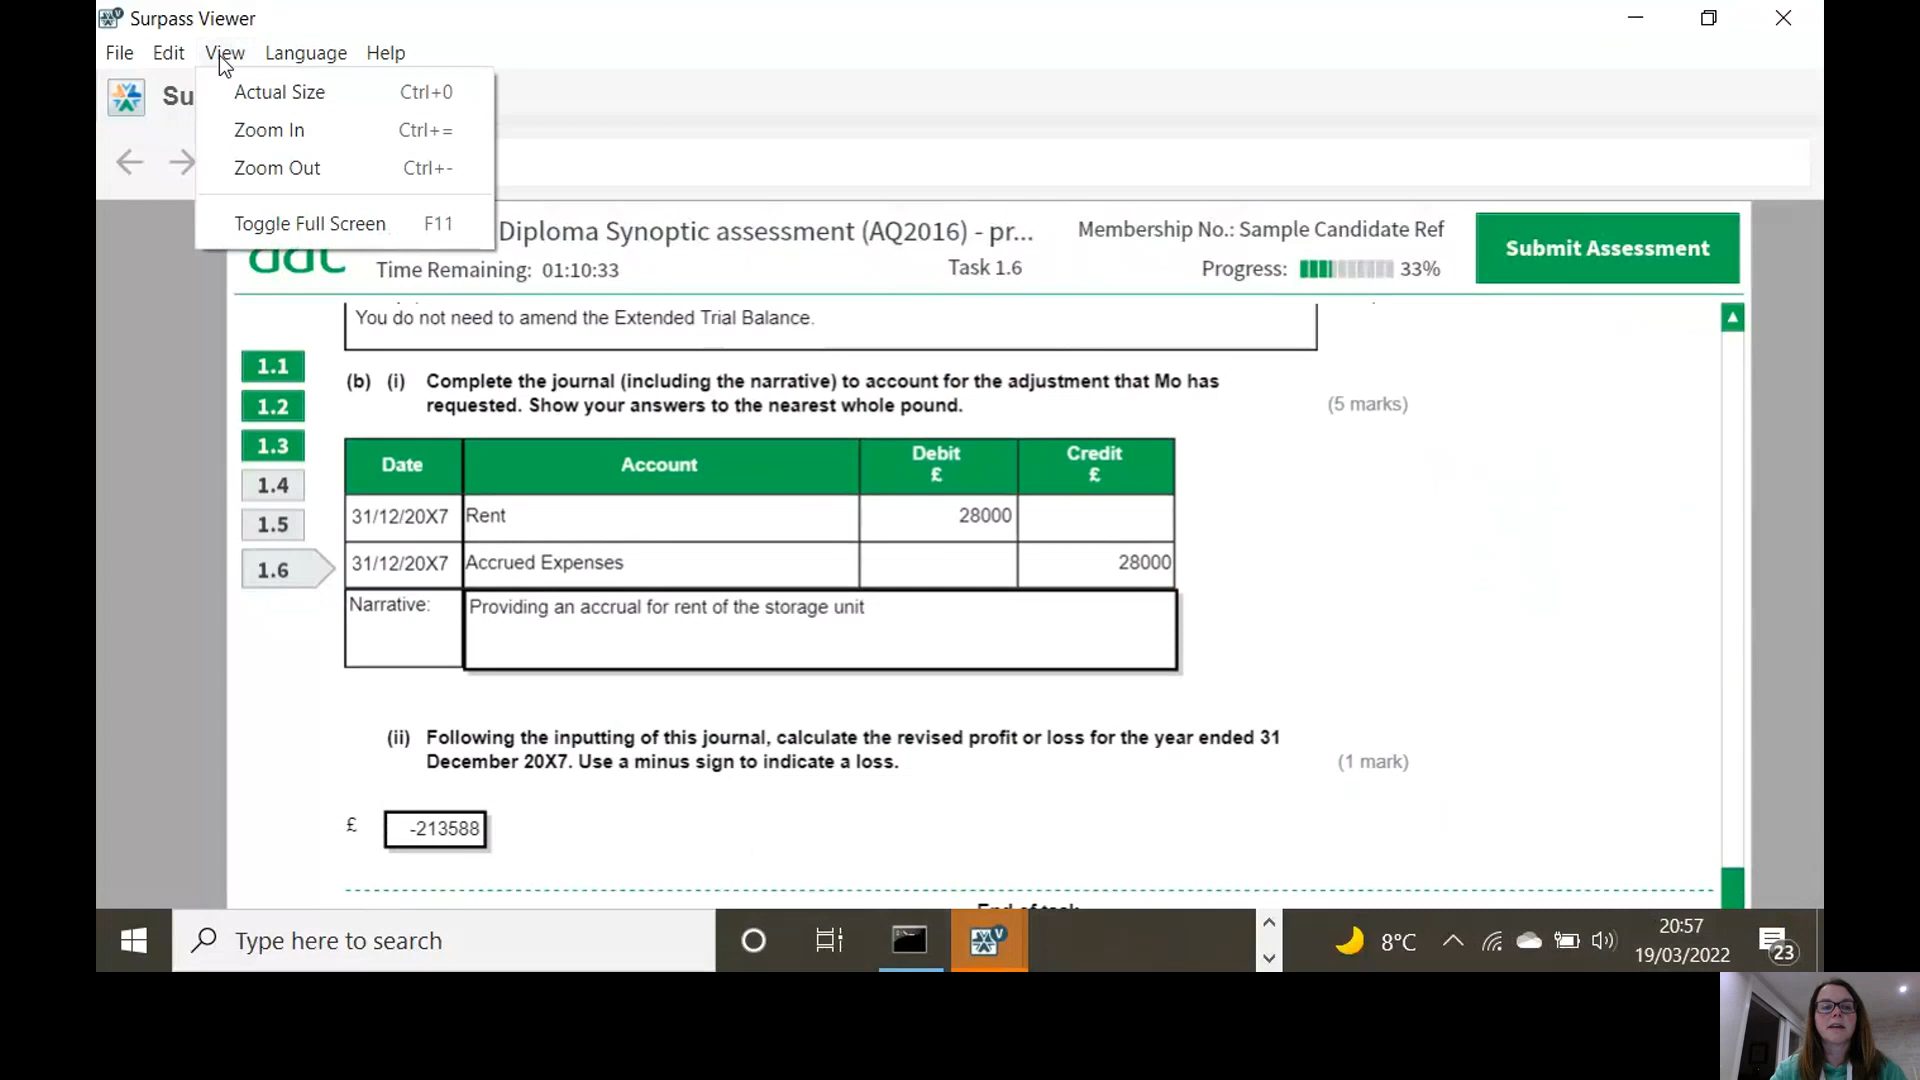 Surpass Viewer
File Edit View Language Help
Actual Size Ctrl+0
Zoom In Ctrl+=
Zoom Out Ctrl+-
Toggle Full Screen F11
Su
aat
Diploma Synoptic assessment (AQ2016) - pr...
Membership No.: Sample Candidate Ref
Submit Assessment
Time Remaining: 01:10:33
Task 1.6
Progress: 33%
You do not need to amend the Extended Trial Balance.
1.1
1.2
1.3
1.4
1.5
1.6
(b) (i) Complete the journal (including the narrative) to account for the adjustment that Mo has
requested. Show your answers to the nearest whole pound.
(5 marks)
Date Account Debit £ Credit £
31/12/20X7 Rent 28000
31/12/20X7 Accrued Expenses 28000
Narrative: Providing an accrual for rent of the storage unit
(ii) Following the inputting of this journal, calculate the revised profit or loss for the year ended 31
December 20X7. Use a minus sign to indicate a loss.
(1 mark)
£ -213588
End of task
Type here to search
8°C
20:57
19/03/2022
23